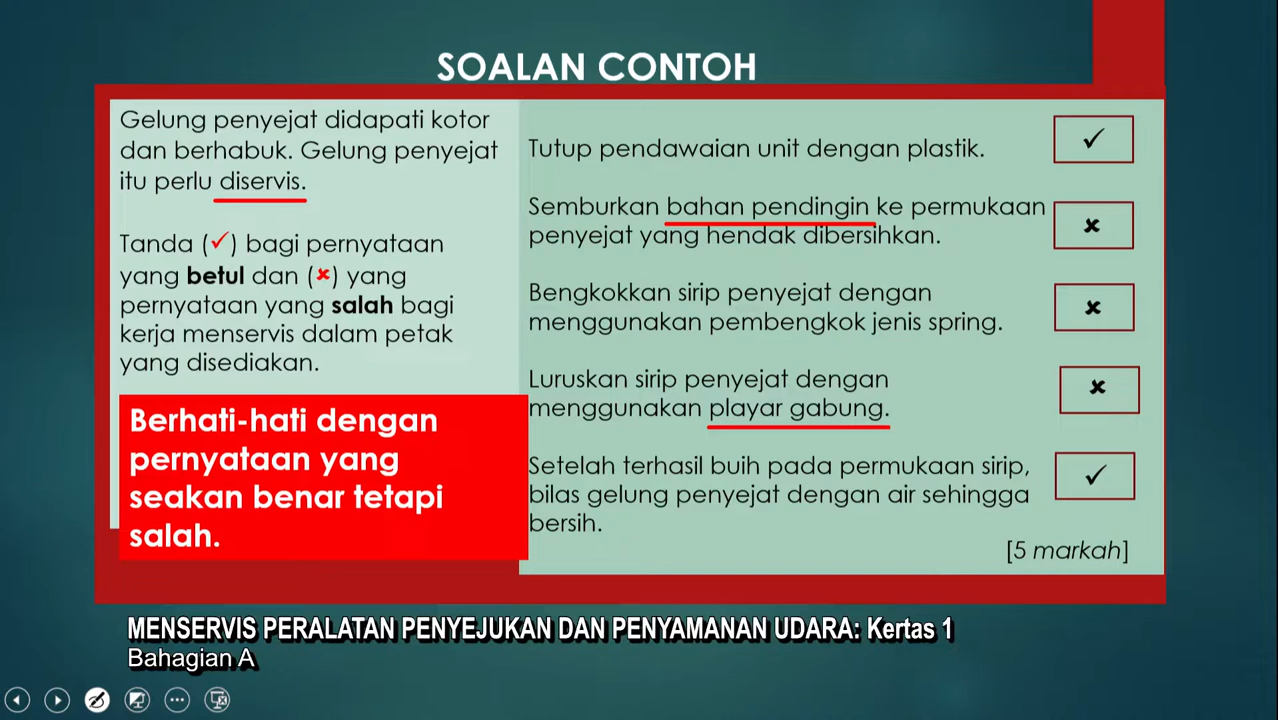 SOALAN CONTOH
Gelung penyejat didapati kotor
dan berhabuk. Gelung penyejat
itu perlu diservis.
Tanda (✓) bagi pernyataan
yang betul dan (✘) yang
pernyataan yang salah bagi
kerja menservis dalam petak
yang disediakan.
Berhati-hati dengan
pernyataan yang
seakan benar tetapi
salah.
Tutup pendawaian unit dengan plastik. ✓
Semburkan bahan pendingin ke permukaan
penyejat yang hendak dibersihkan. ✘
Bengkokkan sirip penyejat dengan
menggunakan pembengkok jenis spring. ✘
Luruskan sirip penyejat dengan
menggunakan playar gabung. ✘
Setelah terhasil buih pada permukaan sirip,
bilas gelung penyejat dengan air sehingga ✓
bersih.
[5 markah]
MENSERVIS PERALATAN PENYEJUKAN DAN PENYAMANAN UDARA: Kertas 1
Bahagian A